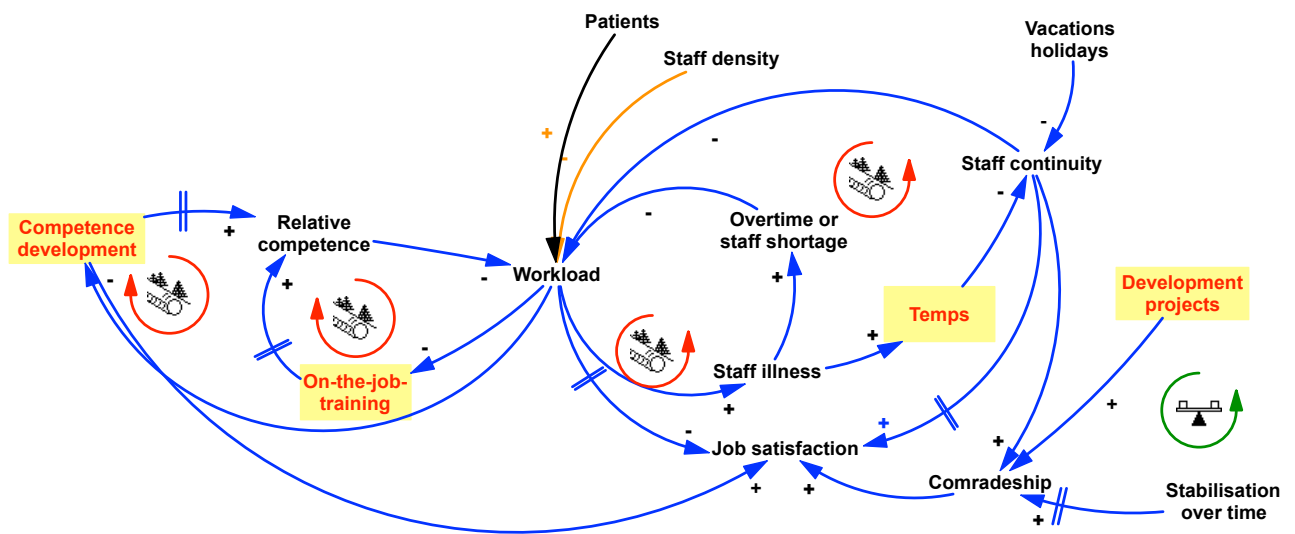 Patients
Staff density
Vacations
holidays
+
-
-
-
Staff continuity
-
Competence
development
+
Relative
competence
-
Overtime or
staff shortage
-
+
-
Workload
+
Development
projects
Temps
-
+
On-the-job-
training
Staff illness
+
+
+
-
Job satisfaction
+
+
+
+
Comradeship
Stabilisation
over time
+